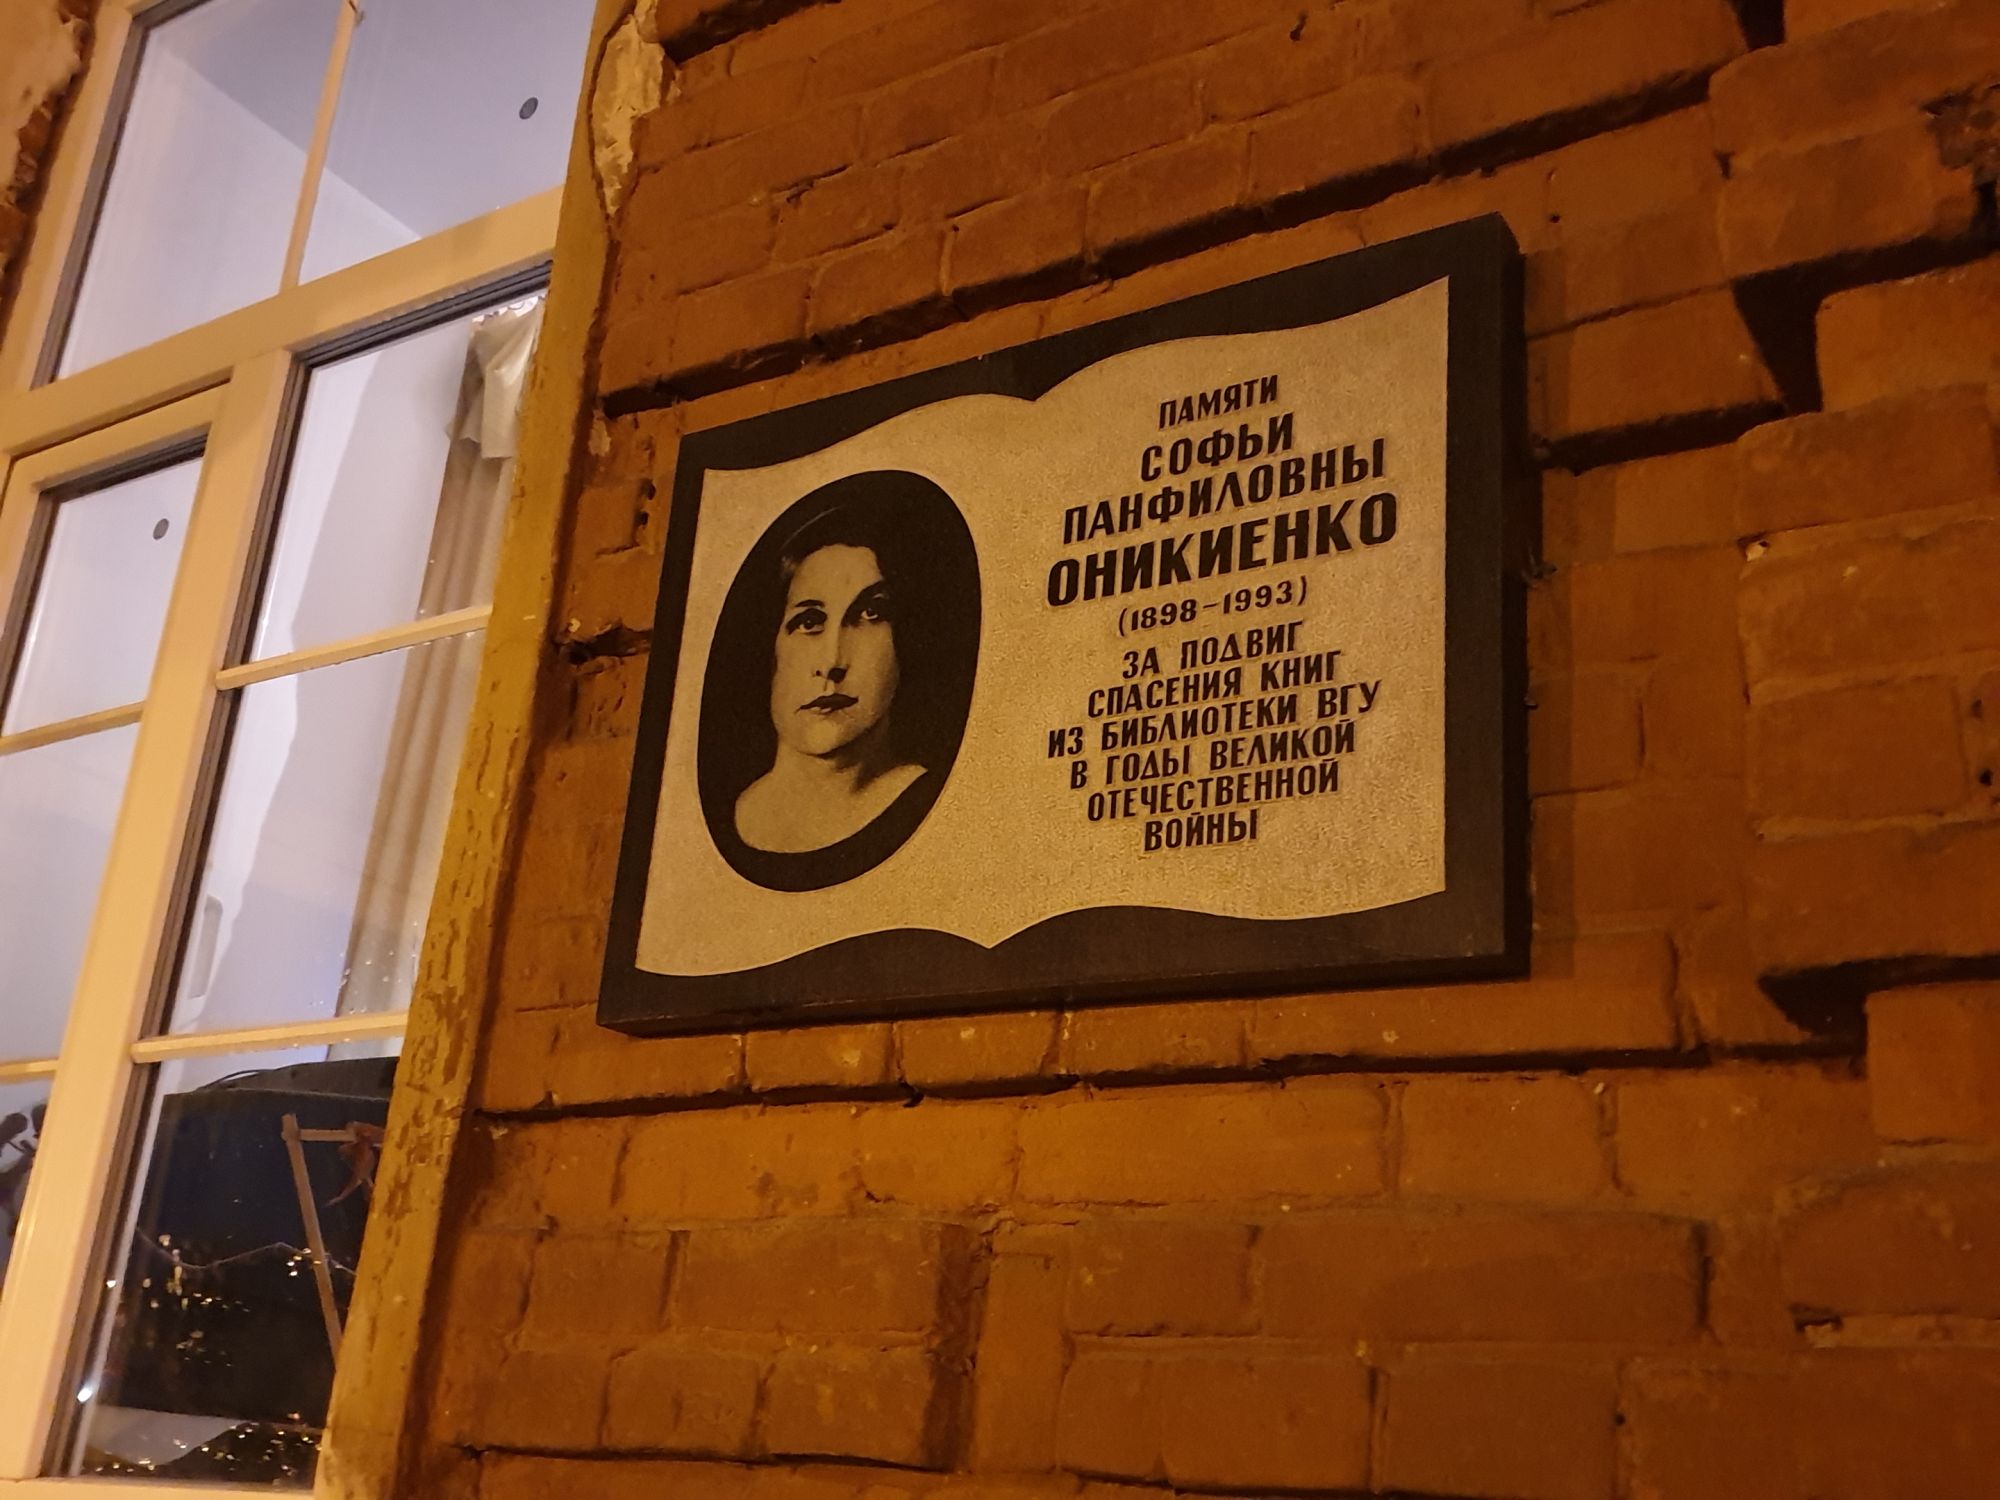 ПАМЯТИ
СОФЬИ
ПАНФИЛОВНЫ
ОНИКИЕНКО
(1898-1993)
ЗА ПОДВИГ
СПАСЕНИЯ КНИГ
ИЗ БИБЛИОТЕКИ ВГУ
В ГОДЫ ВЕЛИКОЙ
ОТЕЧЕСТВЕННОЙ
ВОЙНЫ